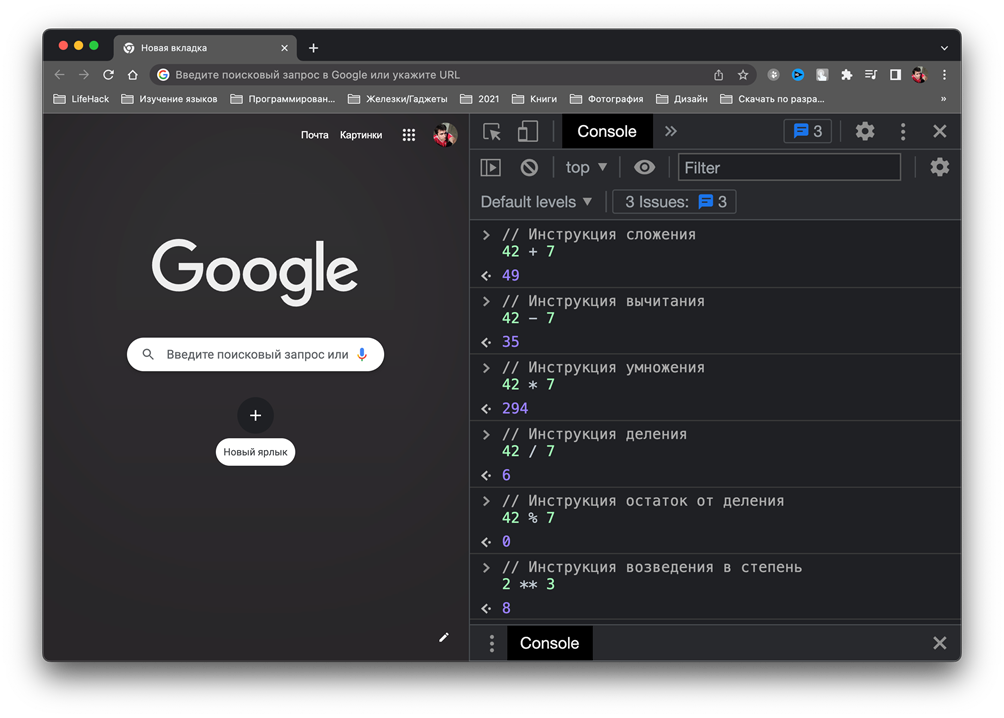 Новая вкладка
Введите поисковый запрос в Google или укажите URL
LifeHack Изучение языков Программирован... Железки/Гаджеты 2021 Книги Фотография Дизайн Скачать по разра... »
Почта Картинки
Google
Введите поисковый запрос или
Новый ярлык
Console » 3
top Filter
Default levels 3 Issues: 3
// Инструкция сложения
42 + 7
49
// Инструкция вычитания
42 - 7
35
// Инструкция умножения
42 * 7
294
// Инструкция деления
42 / 7
6
// Инструкция остаток от деления
42 % 7
0
// Инструкция возведения в степень
2 ** 3
8
Console